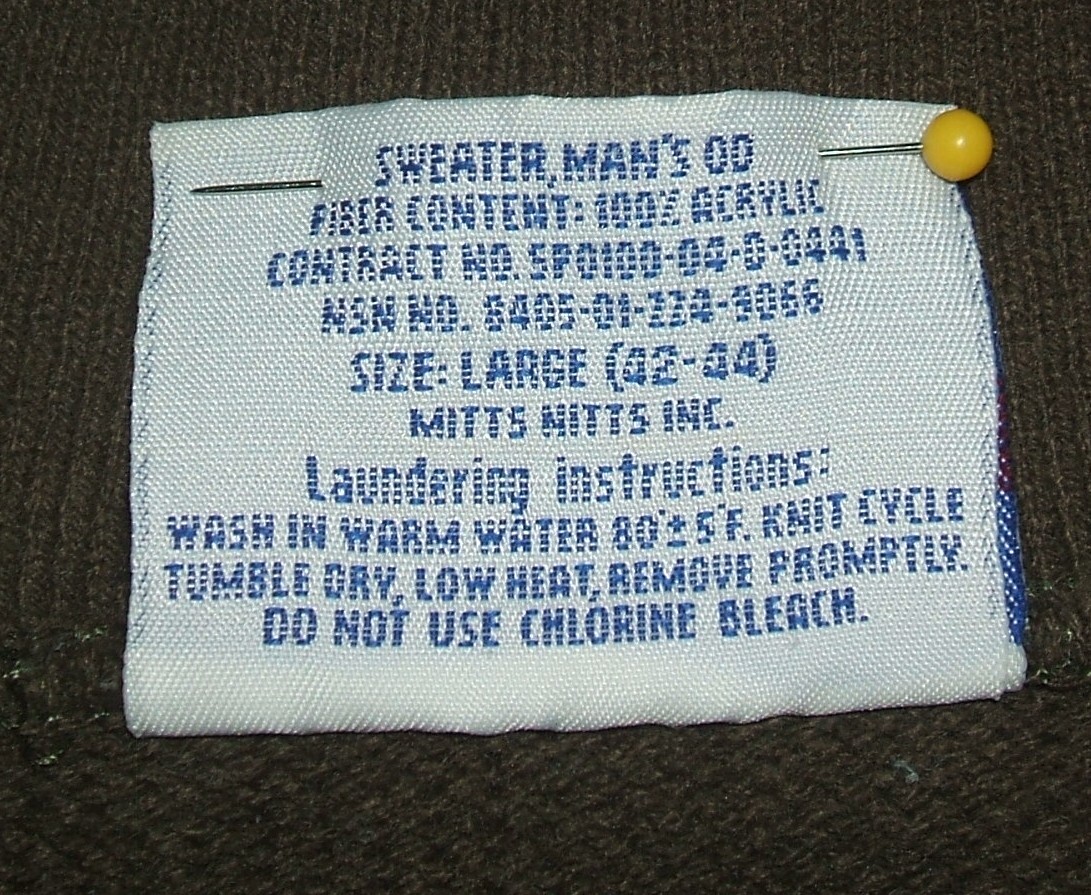 SWEATER, MAN'S OD
FIBER CONTENT: 100% ACRYLIC
CONTRACT NO. SP0100-04-D-0441
NSN NO. 8405-01-234-9066
SIZE: LARGE (42-44)
MITTS NITTS INC.
Laundering instructions:
WASH IN WARM WATER 80°±5°F. KNIT CYCLE
TUMBLE DRY, LOW HEAT, REMOVE PROMPTLY.
DO NOT USE CHLORINE BLEACH.